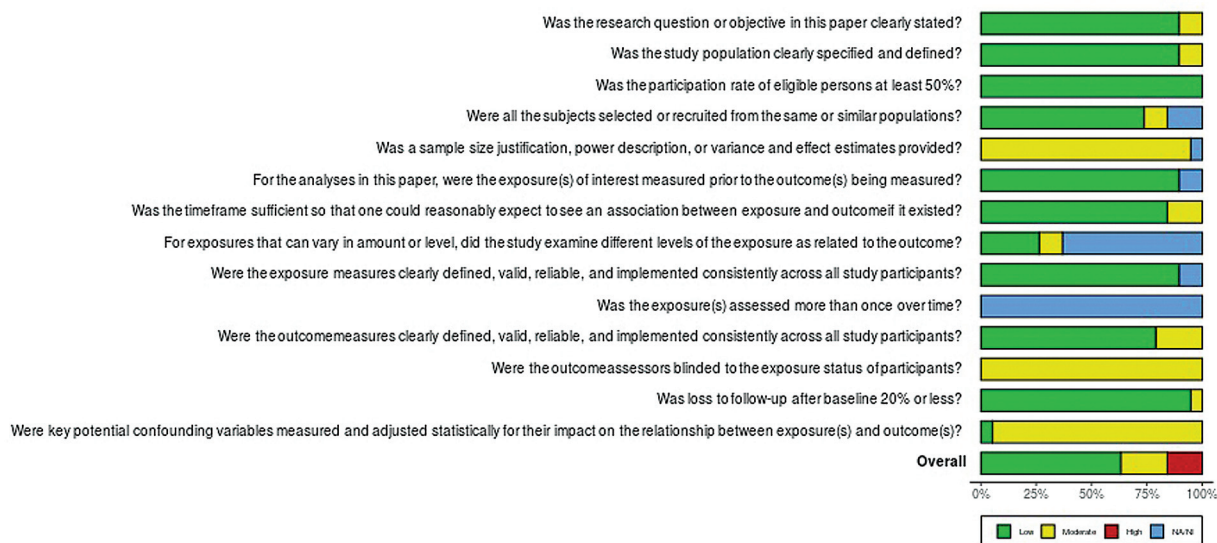 Was the research question or objective in this paper clearly stated?
Was the study population clearly specified and defined?
Was the participation rate of eligible persons at least 50%?
Were all the subjects selected or recruited from the same or similar populations?
Was a sample size justification, power description, or variance and effect estimates provided?
For the analyses in this paper, were the exposure(s) of interest measured prior to the outcome(s) being measured?
Was the timeframe sufficient so that one could reasonably expect to see an association between exposure and outcomeif it existed?
For exposures that can vary in amount or level, did the study examine different levels of the exposure as related to the outcome?
Were the exposure measures clearly defined, valid, reliable, and implemented consistently across all study participants?
Was the exposure(s) assessed more than once over time?
Were the outcomemeasures clearly defined, valid, reliable, and implemented consistently across all study participants?
Were the outcomeassessors blinded to the exposure status of participants?
Was loss to follow-up after baseline 20% or less?
Were key potential confounding variables measured and adjusted statistically for their impact on the relationship between exposure(s) and outcome(s)?
Overall
0% 25% 50% 75% 100%
Low Moderate High NA/NI